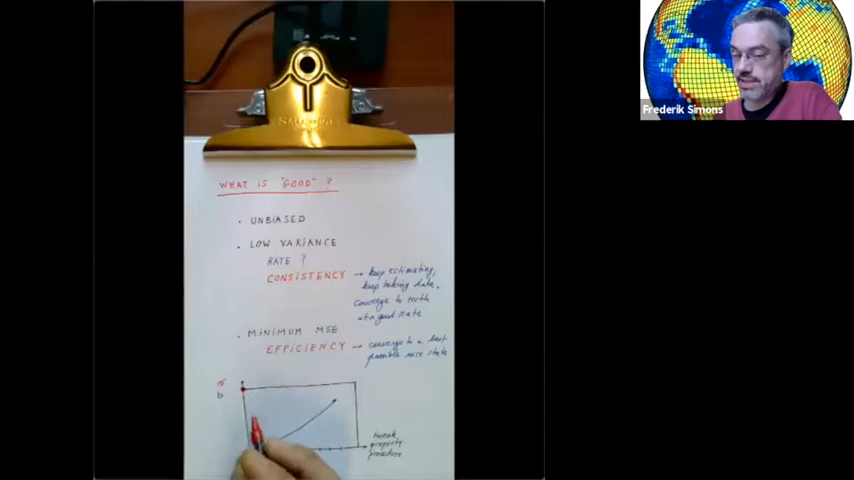 Frederik Simons
WHAT IS "GOOD" ?
• UNBIASED
• LOW VARIANCE
RATE ?
CONSISTENCY → keep estimating,
keep taking data,
converge to truth
at a good rate
• MINIMUM MSE
EFFICIENCY → converge to a best
possible mse state
b
tweak
property
procedure